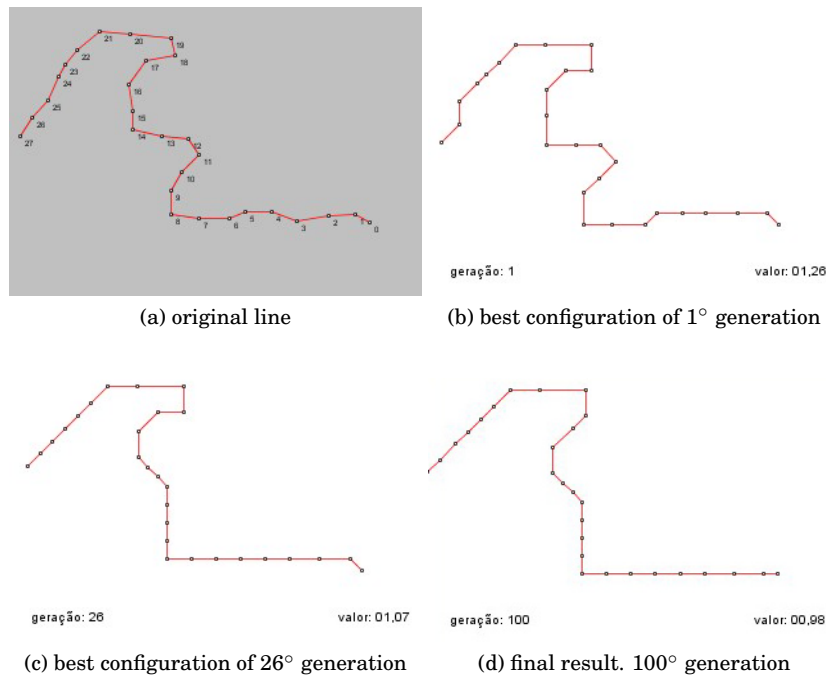 21
20
19
18
22
17
23
24
16
25
15
26
14
13
12
27
11
10
9
8
7
6
5
4
3
2
1
0
(a) original line
geração: 1
valor: 01,26
(b) best configuration of 1° generation
geração: 26
valor: 01,07
(c) best configuration of 26° generation
geração: 100
valor: 00,98
(d) final result. 100° generation